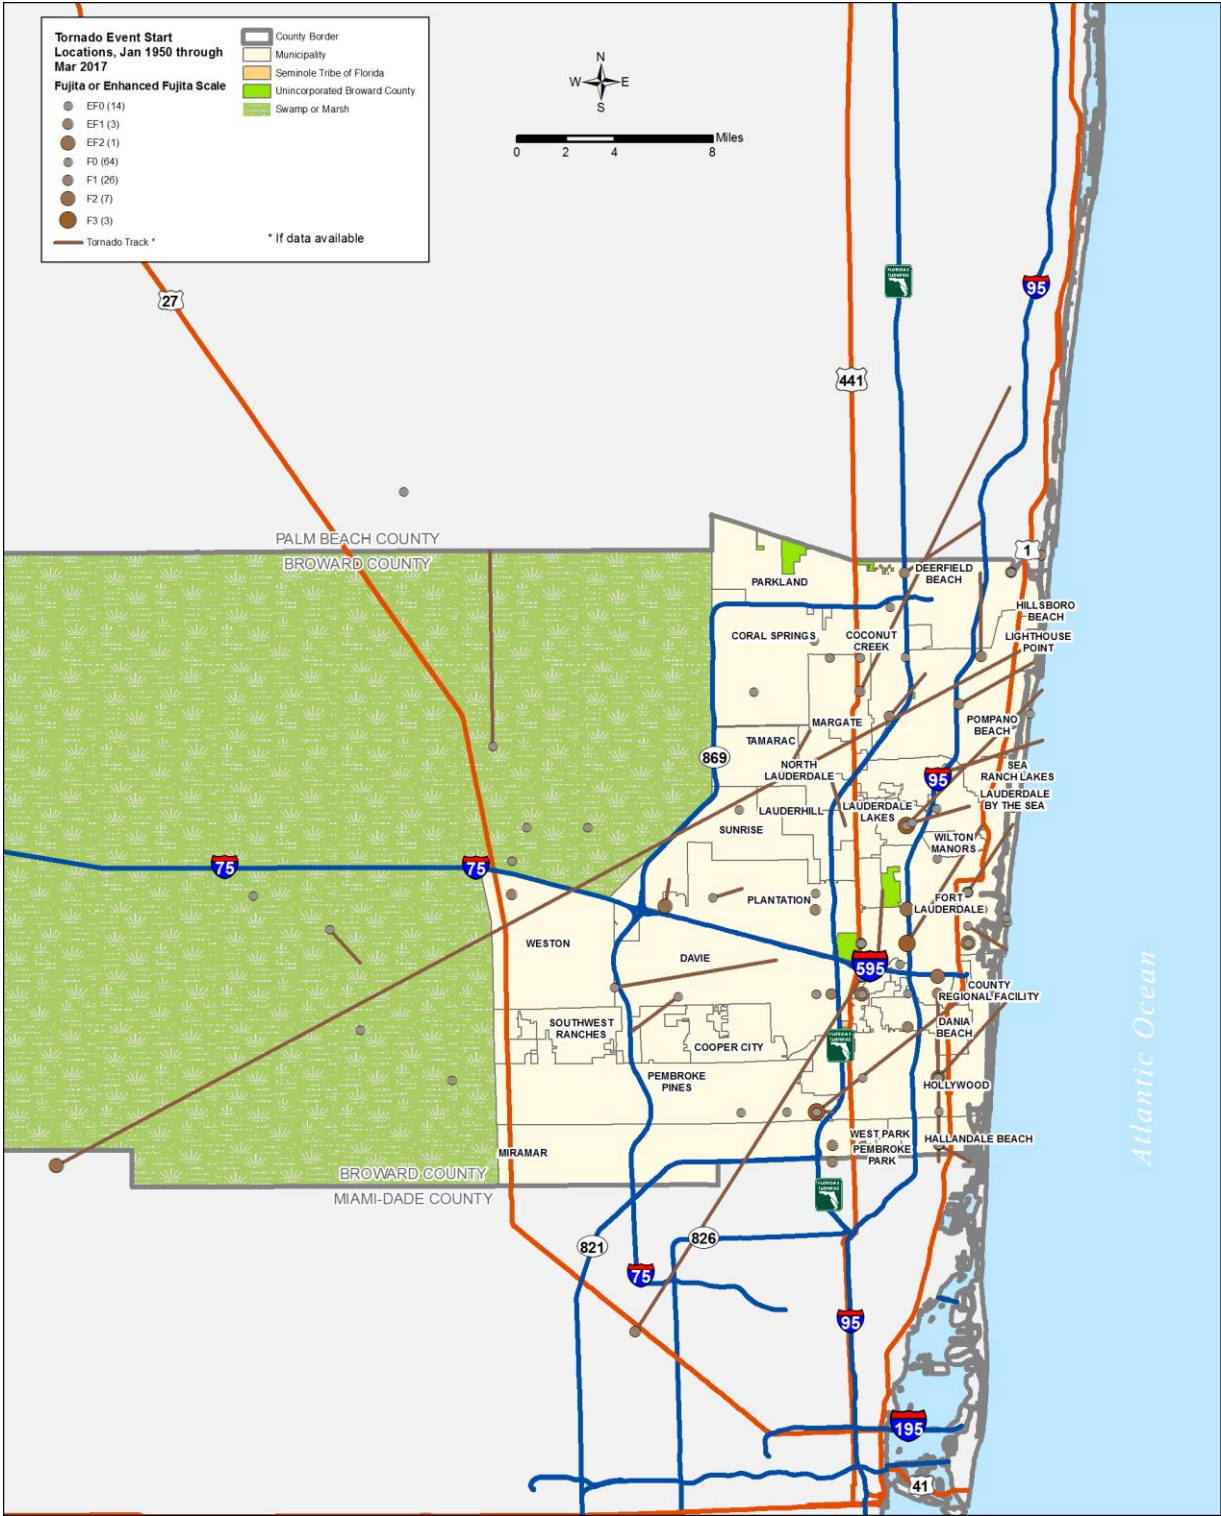 Tornado Event Start
Locations, Jan 1950 through
Mar 2017
Fujita or Enhanced Fujita Scale
EF0 (14)
EF1 (3)
EF2 (1)
F0 (64)
F1 (26)
F2 (7)
F3 (3)
Tornado Track *
County Border
Municipality
Seminole Tribe of Florida
Unincorporated Broward County
Swamp or Marsh
* If data available
N
W E
S
Miles
0 2 4 8
FLORIDA'S
TURNPIKE
95
27
441
PALM BEACH COUNTY
BROWARD COUNTY
1
PARKLAND
DEERFIELD
BEACH
HILLSBORO
BEACH
CORAL SPRINGS
COCONUT
CREEK
LIGHTHOUSE
POINT
MARGATE
POMPANO
BEACH
TAMARAC
869
NORTH
LAUDERDALE
95
SEA
RANCH LAKES
LAUDERDALE
BY THE SEA
LAUDERHILL
LAUDERDALE
LAKES
SUNRISE
WILTON
MANORS
75
75
PLANTATION
FORT
LAUDERDALE
WESTON
DAVIE
595
COUNTY
REGIONAL FACILITY
SOUTHWEST
RANCHES
COOPER CITY
DANIA
BEACH
FLORIDA'S
TURNPIKE
PEMBROKE
PINES
HOLLYWOOD
Atlantic Ocean
WEST PARK
PEMBROKE
PARK
HALLANDALE BEACH
MIRAMAR
BROWARD COUNTY
MIAMI-DADE COUNTY
FLORIDA'S
TURNPIKE
821
826
75
95
195
41